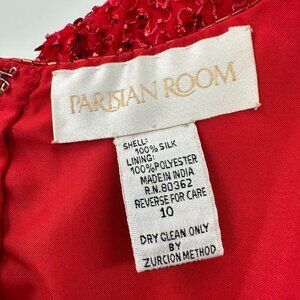 PARISIAN ROOM
SHELL:
100% SILK
LINING:
100%POLYESTER
MADE IN INDIA
R.N. 80362
REVERSE FOR CARE
10
DRY CLEAN ONLY
BY
ZURCION METHOD